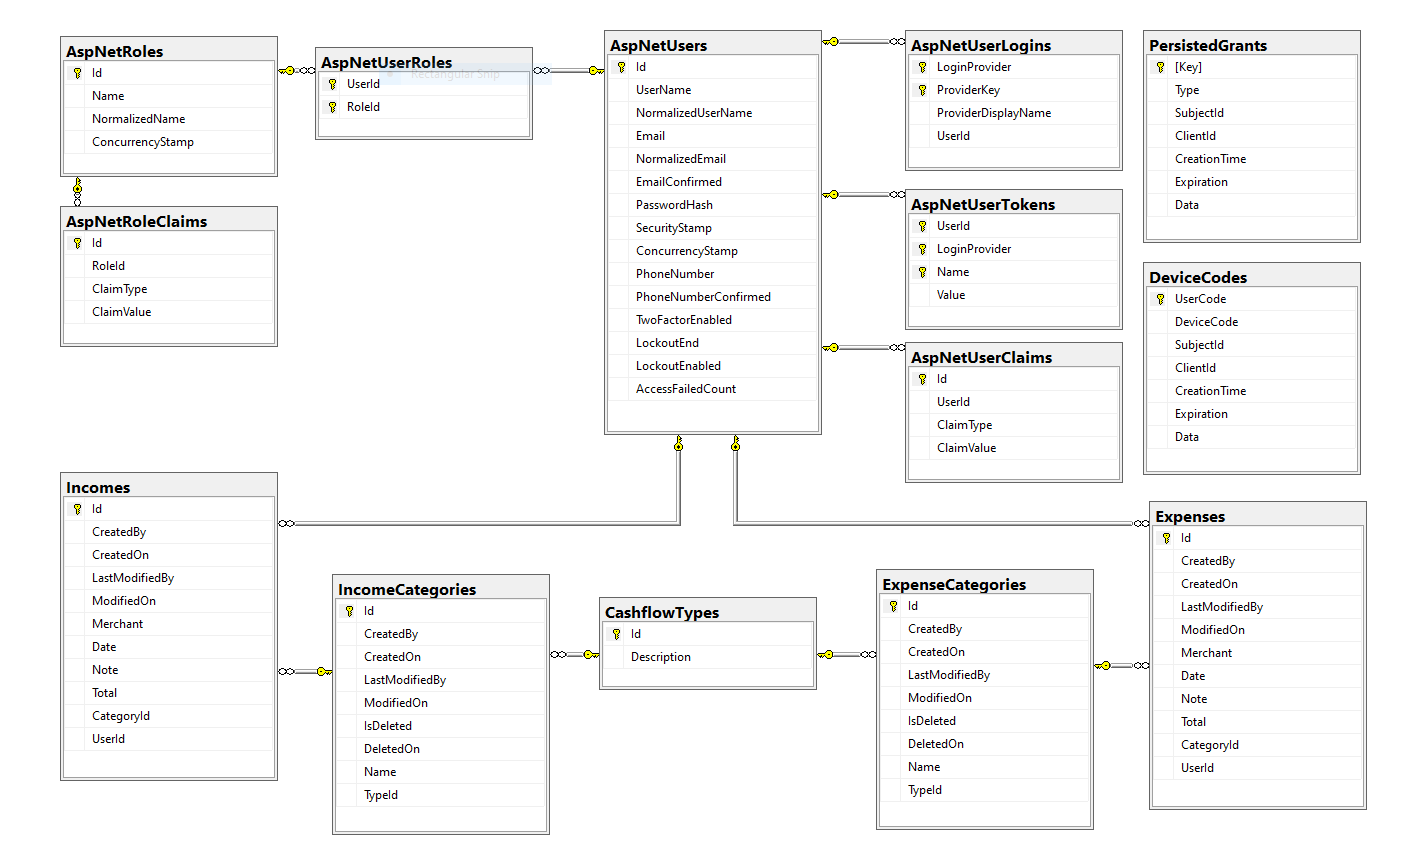 AspNetRoles
Id
Name
NormalizedName
ConcurrencyStamp
AspNetUserRoles
Rectangular Snip
UserId
RoleId
AspNetUsers
Id
UserName
NormalizedUserName
Email
NormalizedEmail
EmailConfirmed
PasswordHash
SecurityStamp
ConcurrencyStamp
PhoneNumber
PhoneNumberConfirmed
TwoFactorEnabled
LockoutEnd
LockoutEnabled
AccessFailedCount
AspNetUserLogins
LoginProvider
ProviderKey
ProviderDisplayName
UserId
PersistedGrants
[Key]
Type
SubjectId
ClientId
CreationTime
Expiration
Data
AspNetRoleClaims
Id
RoleId
ClaimType
ClaimValue
AspNetUserTokens
UserId
LoginProvider
Name
Value
DeviceCodes
UserCode
DeviceCode
SubjectId
ClientId
CreationTime
Expiration
Data
AspNetUserClaims
Id
UserId
ClaimType
ClaimValue
Incomes
Id
CreatedBy
CreatedOn
LastModifiedBy
ModifiedOn
Merchant
Date
Note
Total
CategoryId
UserId
IncomeCategories
Id
CreatedBy
CreatedOn
LastModifiedBy
ModifiedOn
IsDeleted
DeletedOn
Name
TypeId
CashflowTypes
Id
Description
ExpenseCategories
Id
CreatedBy
CreatedOn
LastModifiedBy
ModifiedOn
IsDeleted
DeletedOn
Name
TypeId
Expenses
Id
CreatedBy
CreatedOn
LastModifiedBy
ModifiedOn
Merchant
Date
Note
Total
CategoryId
UserId